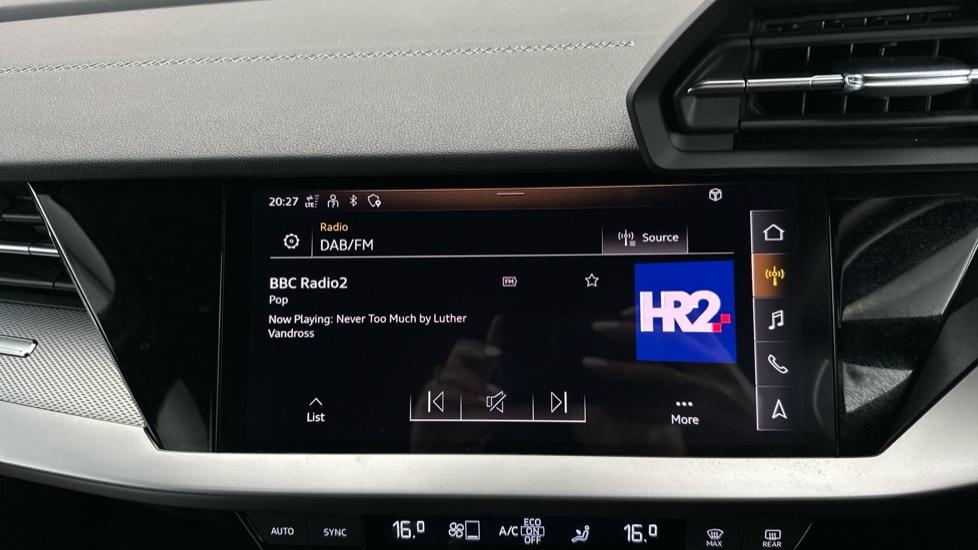 20:27 LTE
Radio
DAB/FM
Source
BBC Radio2
FM
Pop
Now Playing: Never Too Much by Luther
Vandross
HR2
List
More
AUTO
SYNC
16.0
A/C
ECO
ON
OFF
16.0
MAX
REAR